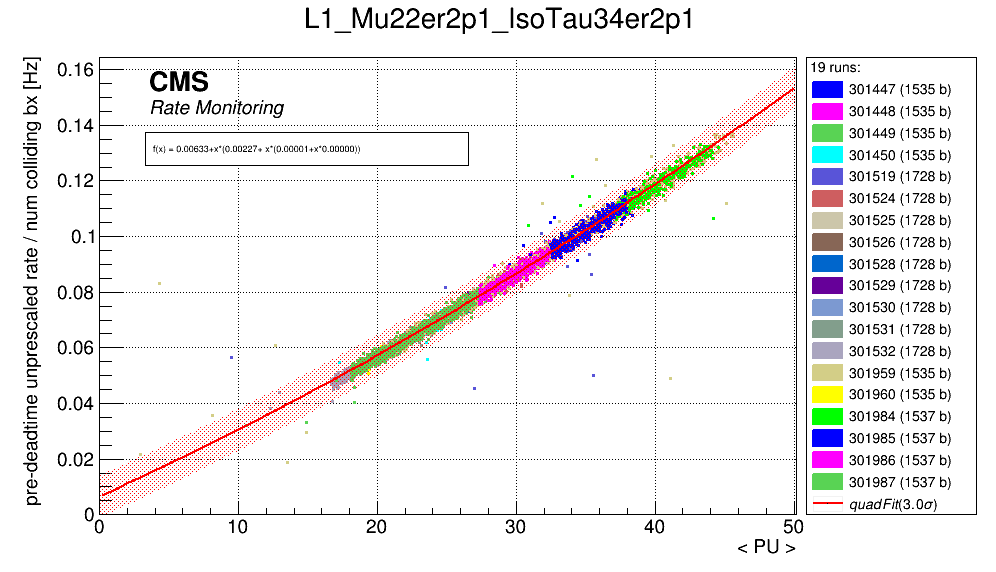 L1_Mu22er2p1_IsoTau34er2p1
pre-deadtime unprescaled rate / num colliding bx [Hz]
0.16
0.14
0.12
0.1
0.08
0.06
0.04
0.02
0
CMS
Rate Monitoring
f(x) = 0.00633+x*(0.00227+ x*(0.00001+x*0.00000))
0 10 20 30 40 50
< PU >
19 runs:
301447 (1535 b)
301448 (1535 b)
301449 (1535 b)
301450 (1535 b)
301519 (1728 b)
301524 (1728 b)
301525 (1728 b)
301526 (1728 b)
301528 (1728 b)
301529 (1728 b)
301530 (1728 b)
301531 (1728 b)
301532 (1728 b)
301959 (1535 b)
301960 (1535 b)
301984 (1537 b)
301985 (1537 b)
301986 (1537 b)
301987 (1537 b)
quadFit(3.0σ)